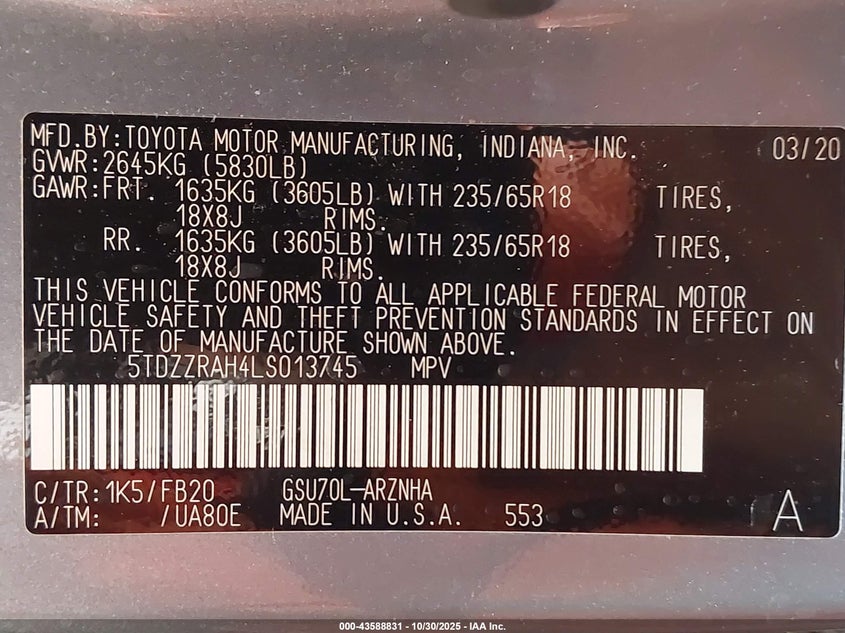 MFD.BY:TOYOTA MOTOR MANUFACTURING, INDIANA, INC. 03/20
GVWR:2645KG (5830LB)
GAWR:FRT. 1635KG (3605LB) WITH 235/65R18 TIRES,
18X8J RIMS.
RR. 1635KG (3605LB) WITH 235/65R18 TIRES,
18X8J RIMS.
THIS VEHICLE CONFORMS TO ALL APPLICABLE FEDERAL MOTOR
VEHICLE SAFETY AND THEFT PREVENTION STANDARDS IN EFFECT ON
THE DATE OF MANUFACTURE SHOWN ABOVE.
5TDZZRAH4LS013745 MPV
C/TR:1K5/FB20 GSU70L-ARZNHA
A/TM: /UA80E MADE IN U.S.A. 553 A
000-43588831 - 10/30/2025 - IAA Inc.